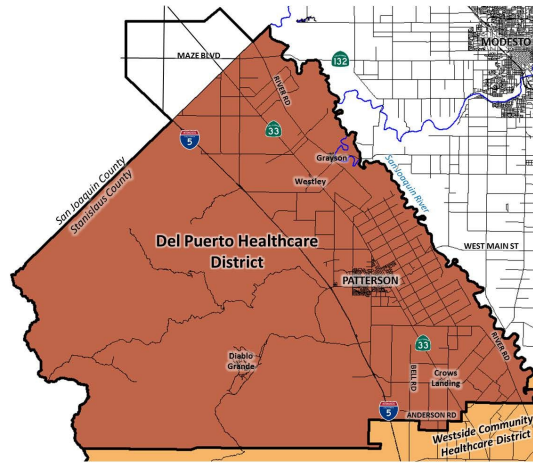 MODESTO
MAZE BLVD
132
RIVER RD
33
5
Grayson
San Joaquin County
Stanislaus County
Westley
San Joaquin River
Del Puerto Healthcare
District
WEST MAIN ST
PATTERSON
33
RIVER RD
Diablo
Grande
BELL RD
Crows
Landing
5
ANDERSON RD
Westside Community
Healthcare District